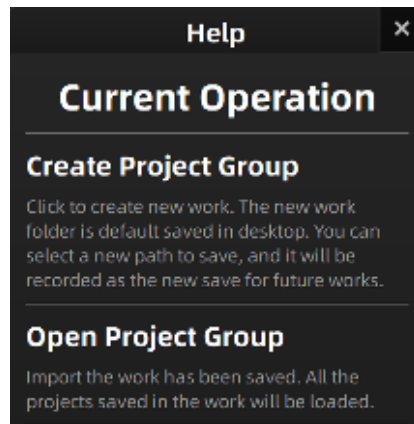 Help
×
Current Operation
Create Project Group
Click to create new work. The new work
folder is default saved in desktop. You can
select a new path to save, and it will be
recorded as the new save for future works.
Open Project Group
Import the work has been saved. All the
projects saved in the work will be loaded.